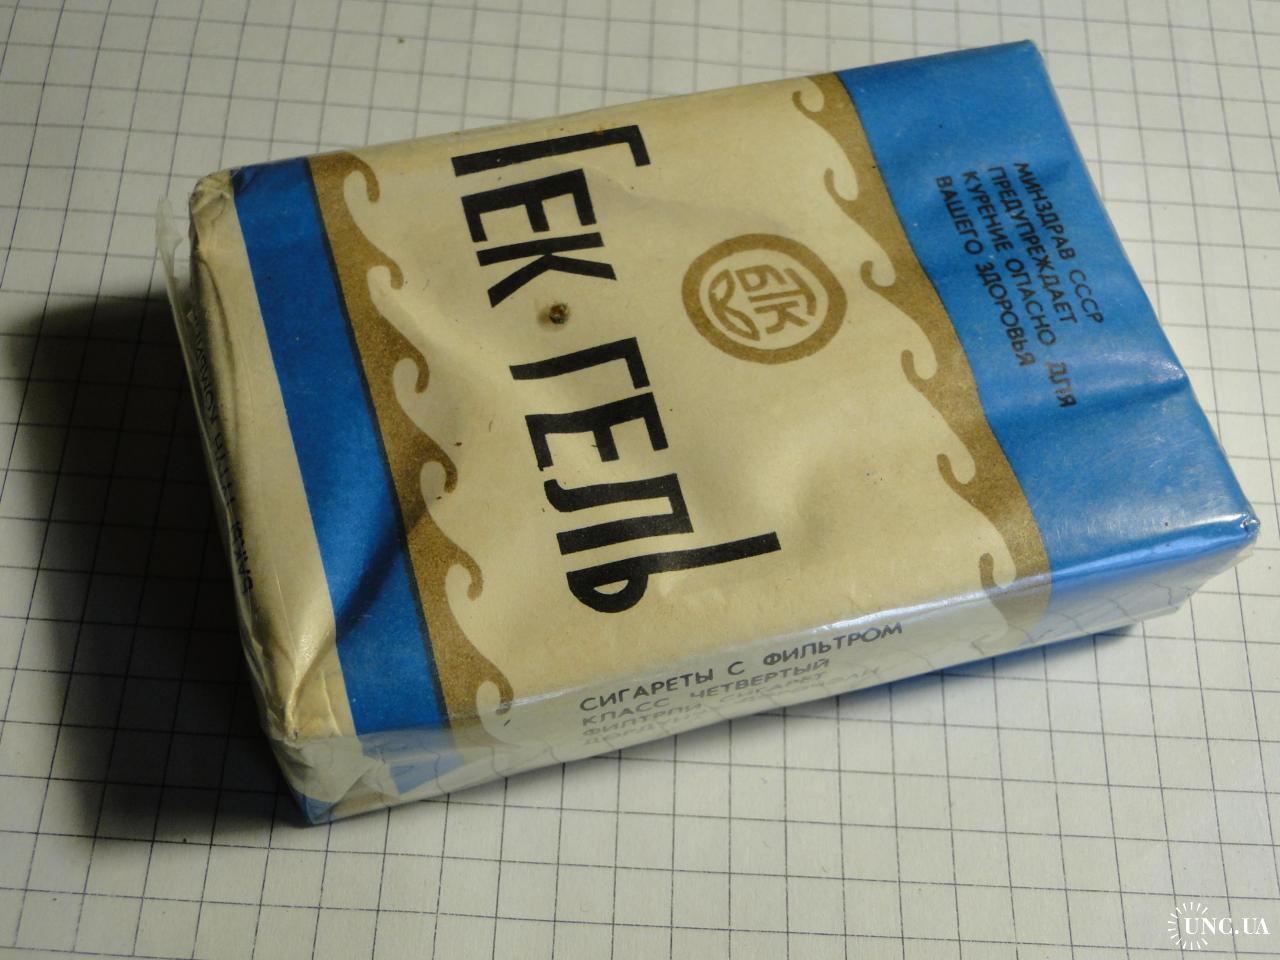 ГЕК·ГЕЛЬ
БТК
МИНЗДРАВ СССР
ПРЕДУПРЕЖДАЕТ
КУРЕНИЕ ОПАСНО ДЛЯ
ВАШЕГО ЗДОРОВЬЯ
СИГАРЕТЫ С ФИЛЬТРОМ
КЛАСС ЧЕТВЕРТЫЙ
UNC.UA